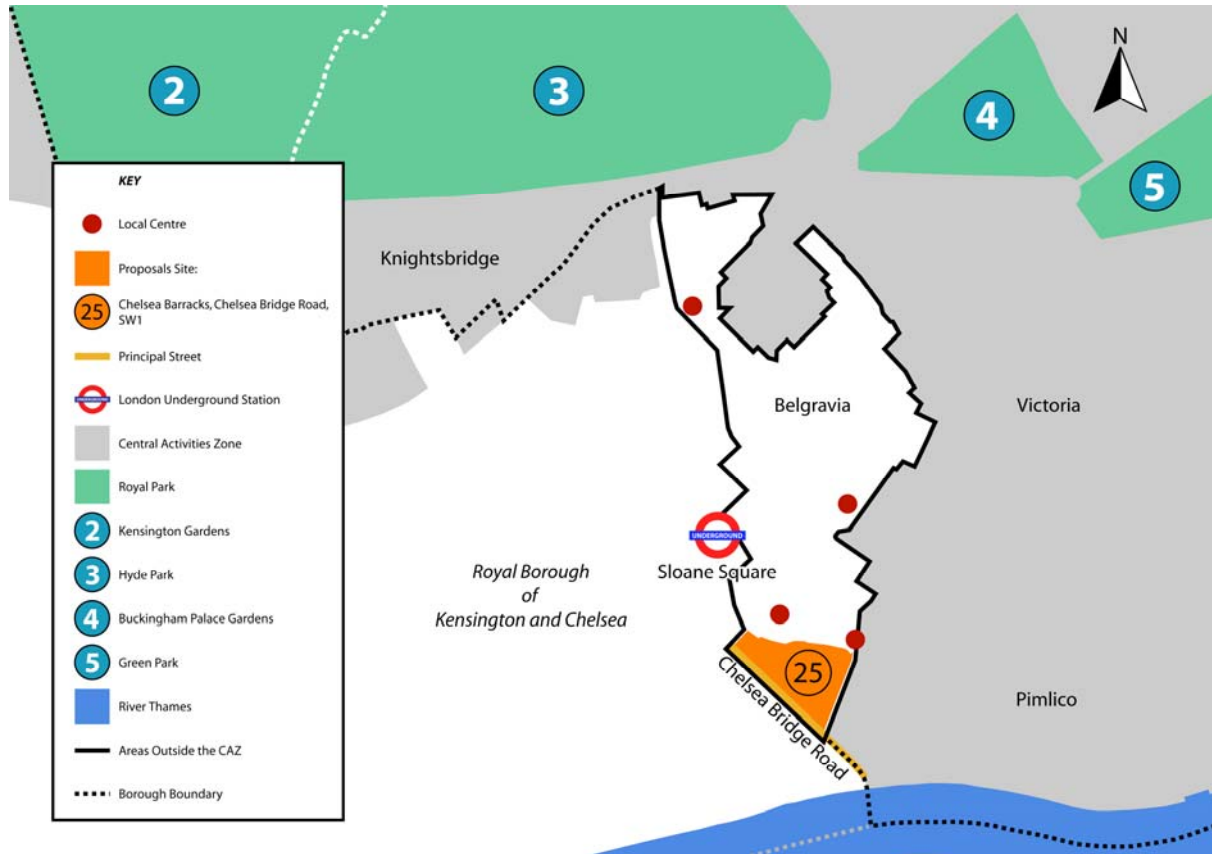 2
3
4
N
5
KEY
Local Centre
Proposals Site:
25
Chelsea Barracks, Chelsea Bridge Road,
SW1
Principal Street
UNDERGROUND
London Underground Station
Central Activities Zone
Royal Park
2
Kensington Gardens
3
Hyde Park
4
Buckingham Palace Gardens
5
Green Park
River Thames
Areas Outside the CAZ
Borough Boundary
Knightsbridge
Belgravia
Victoria
UNDERGROUND
Sloane Square
Royal Borough
of
Kensington and Chelsea
25
Chelsea Bridge Road
Pimlico